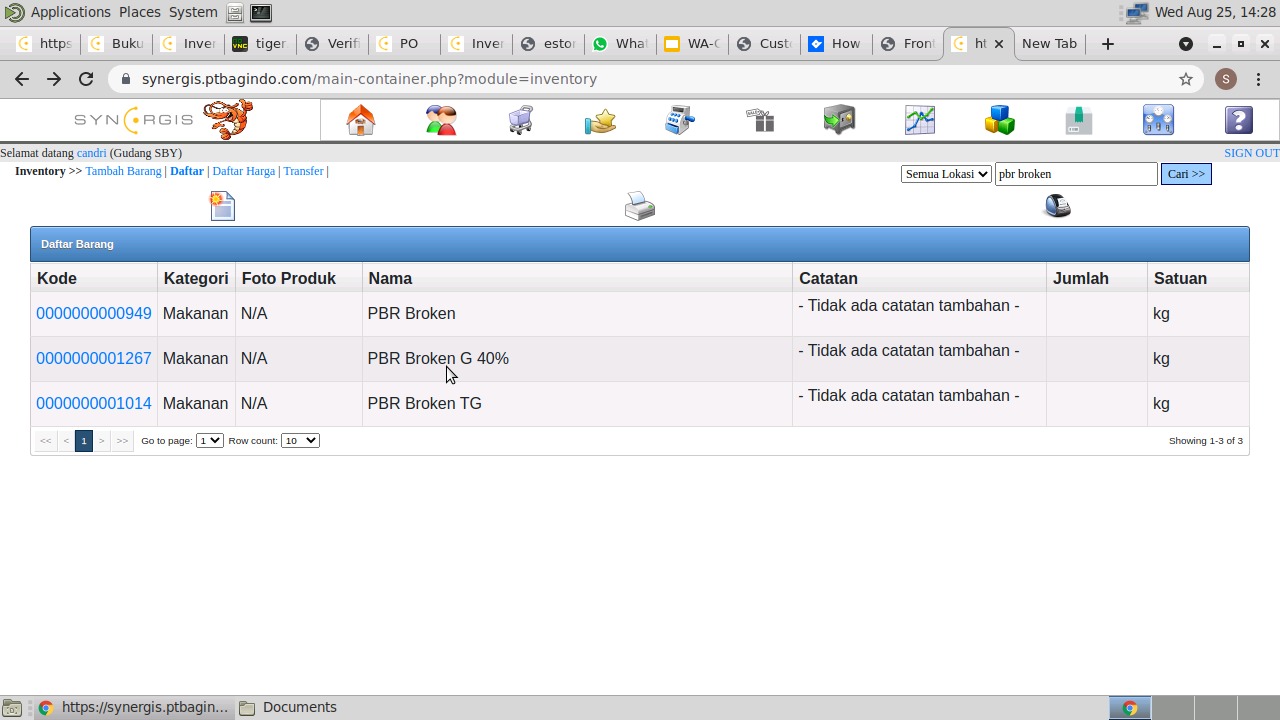 Applications Places System Wed Aug 25, 14:28
https Buku Inver tiger Verifi PO Inver estor What WA-C Cust How Front ht New Tab
synergis.ptbagindo.com/main-container.php?module=inventory S
SYNERGIS
Selamat datang candri (Gudang SBY) SIGN OUT
Inventory >> Tambah Barang | Daftar | Daftar Harga | Transfer | Semua Lokasi pbr broken Cari >>
Daftar Barang
Kode Kategori Foto Produk Nama Catatan Jumlah Satuan
0000000000949 Makanan N/A PBR Broken - Tidak ada catatan tambahan - kg
0000000001267 Makanan N/A PBR Broken G 40% - Tidak ada catatan tambahan - kg
0000000001014 Makanan N/A PBR Broken TG - Tidak ada catatan tambahan - kg
<< < 1 > >> Go to page: 1 Row count: 10 Showing 1-3 of 3
https://synergis.ptbagin... Documents